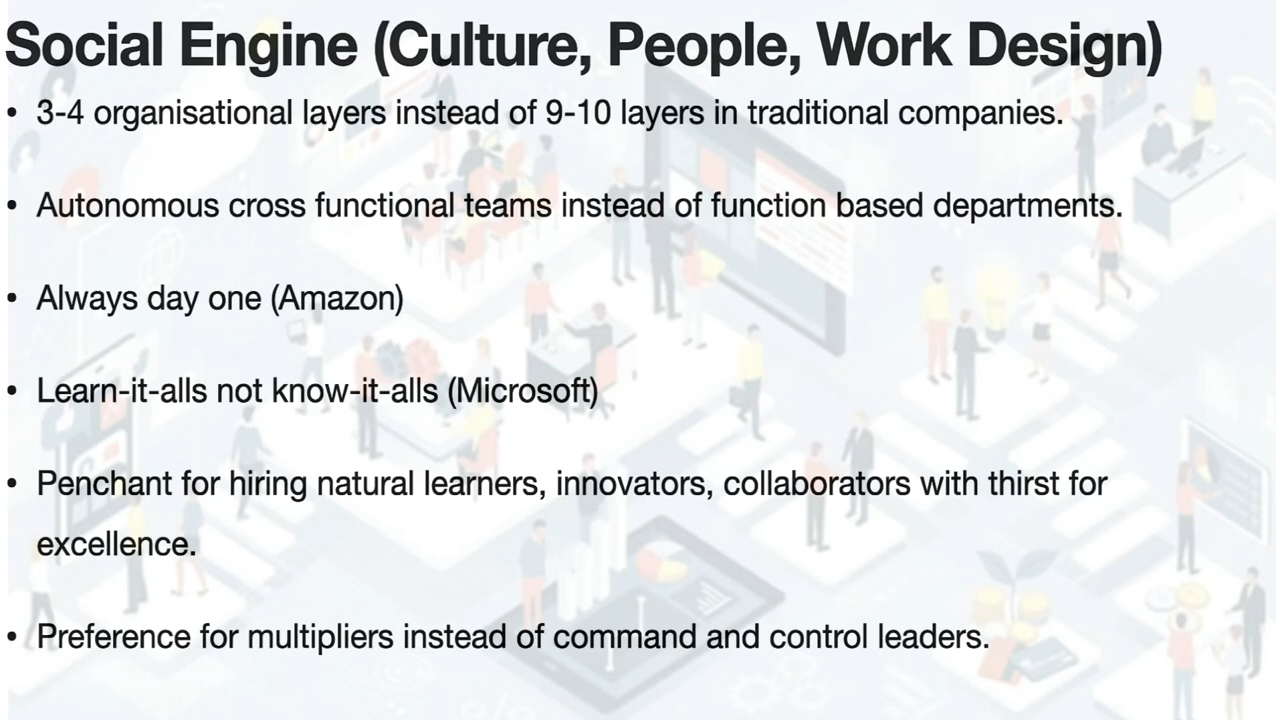 Social Engine (Culture, People, Work Design)
• 3-4 organisational layers instead of 9-10 layers in traditional companies.
• Autonomous cross functional teams instead of function based departments.
• Always day one (Amazon)
• Learn-it-alls not know-it-alls (Microsoft)
• Penchant for hiring natural learners, innovators, collaborators with thirst for
excellence.
• Preference for multipliers instead of command and control leaders.